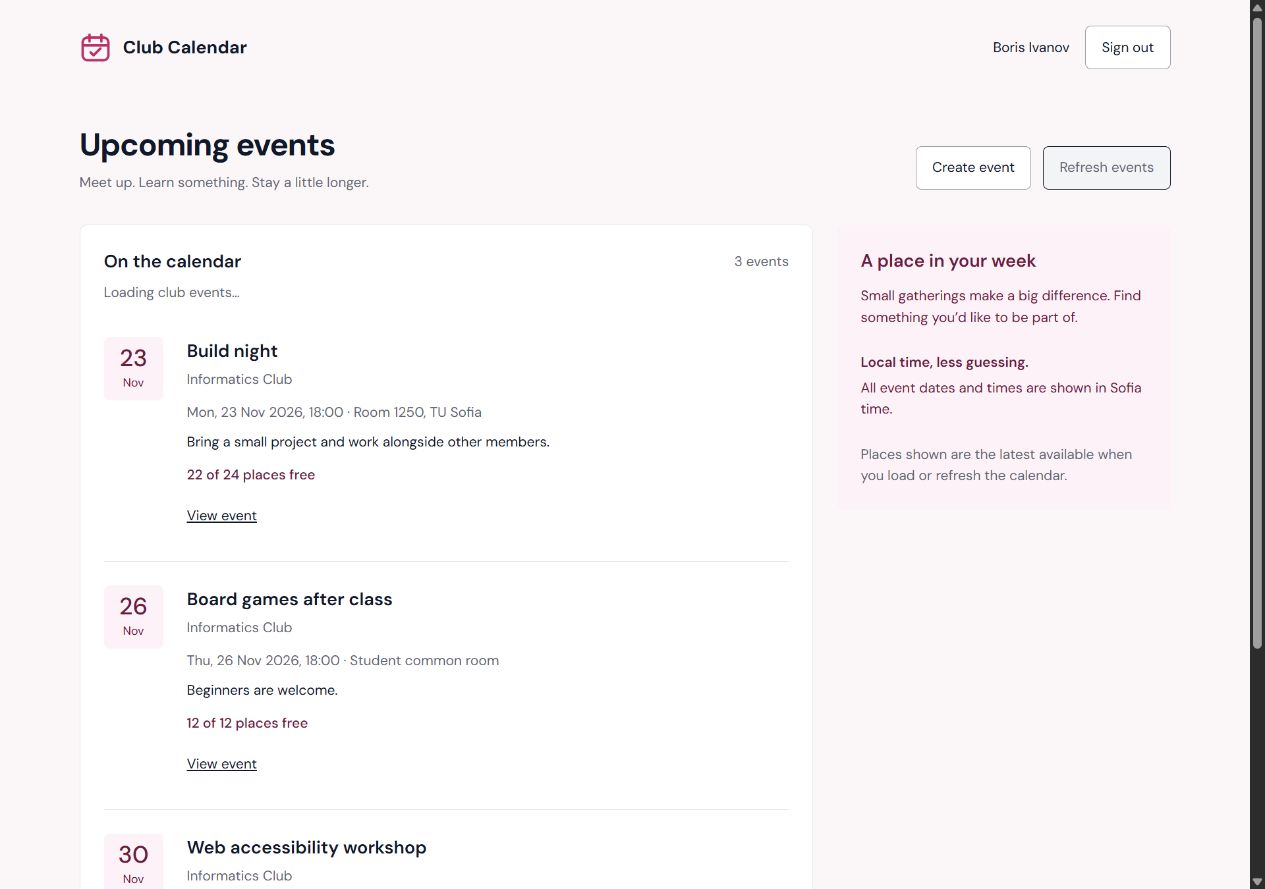 Club Calendar
Boris Ivanov
Sign out
Upcoming events
Meet up. Learn something. Stay a little longer.
Create event
Refresh events
On the calendar
3 events
Loading club events…
23
Nov
Build night
Informatics Club
Mon, 23 Nov 2026, 18:00 · Room 1250, TU Sofia
Bring a small project and work alongside other members.
22 of 24 places free
View event
26
Nov
Board games after class
Informatics Club
Thu, 26 Nov 2026, 18:00 · Student common room
Beginners are welcome.
12 of 12 places free
View event
30
Nov
Web accessibility workshop
Informatics Club
A place in your week
Small gatherings make a big difference. Find
something you’d like to be part of.
Local time, less guessing.
All event dates and times are shown in Sofia
time.
Places shown are the latest available when
you load or refresh the calendar.